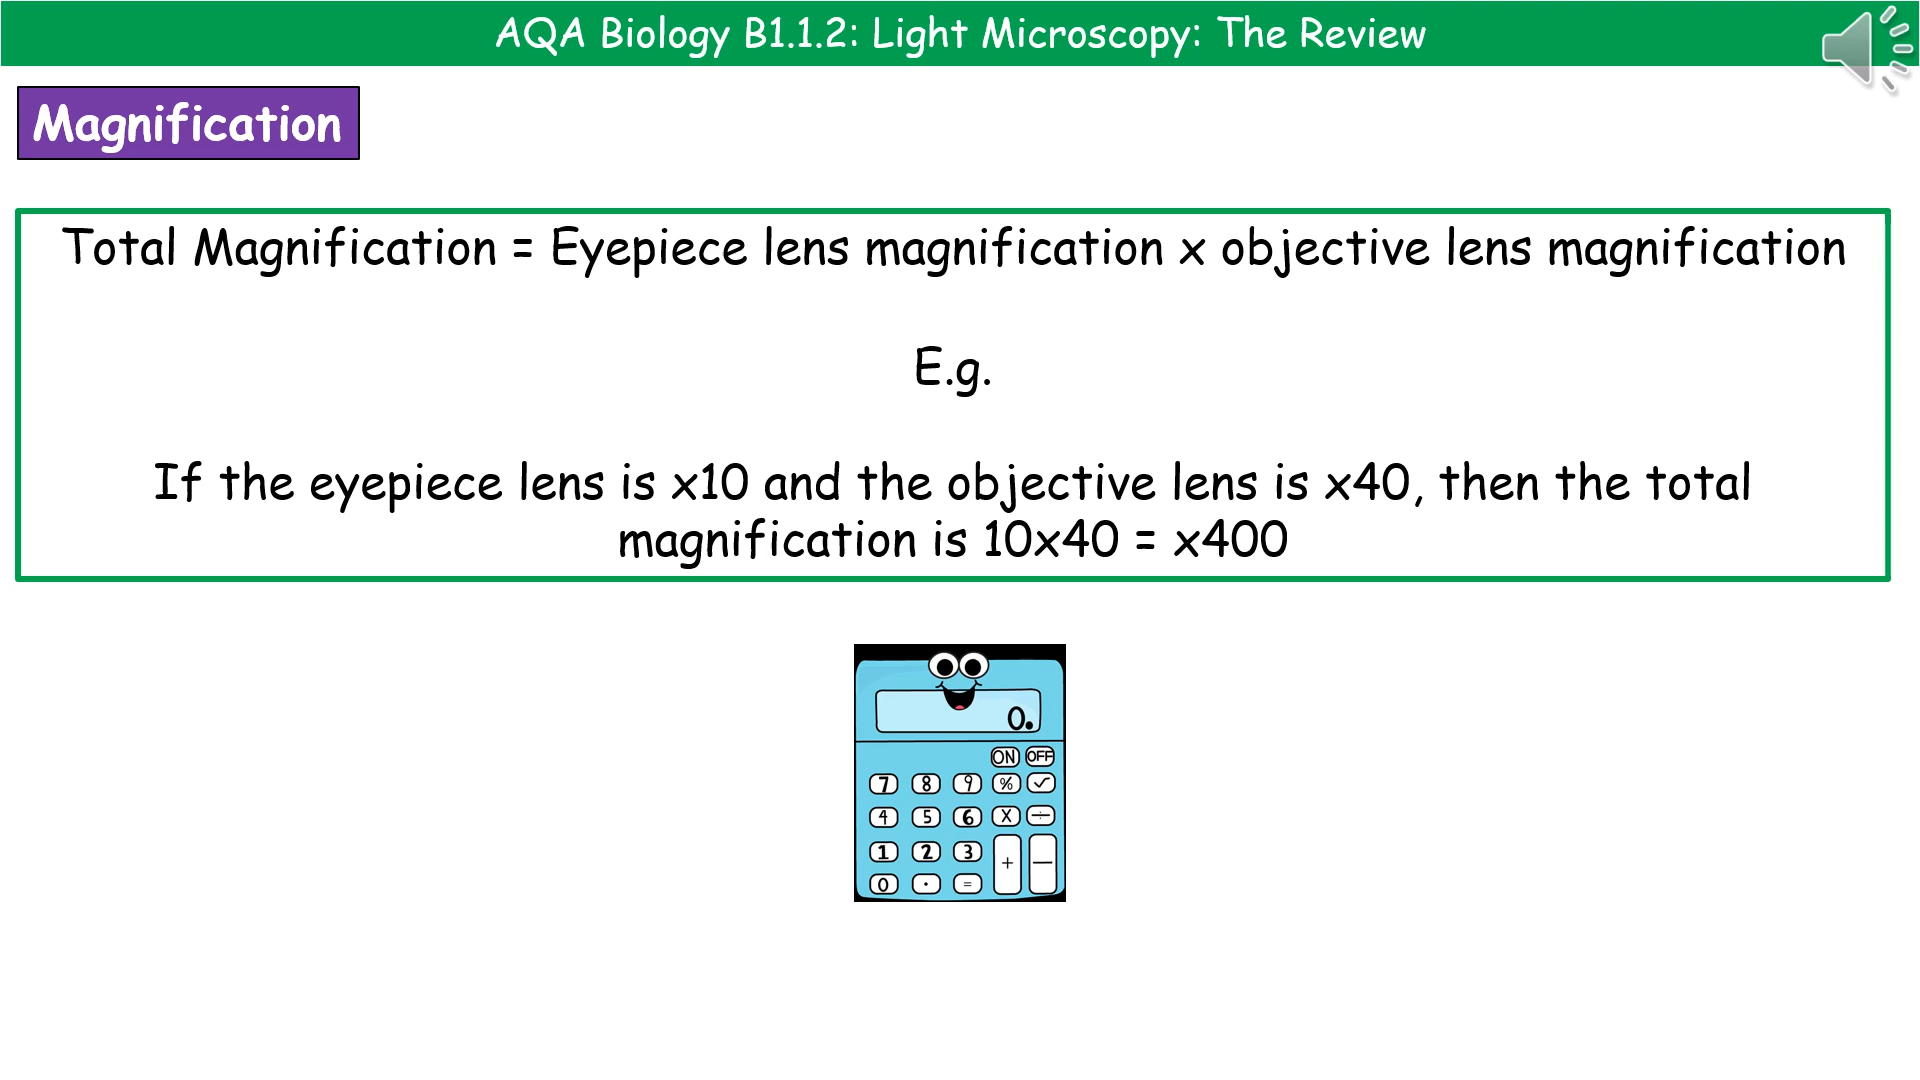 AQA Biology B1.1.2: Light Microscopy: The Review
Magnification
Total Magnification = Eyepiece lens magnification x objective lens magnification
E.g.
If the eyepiece lens is x10 and the objective lens is x40, then the total
magnification is 10x40 = x400
0.
ON OFF
7 8 9 % ✓
4 5 6 X ÷
1 2 3 + −
0 . =